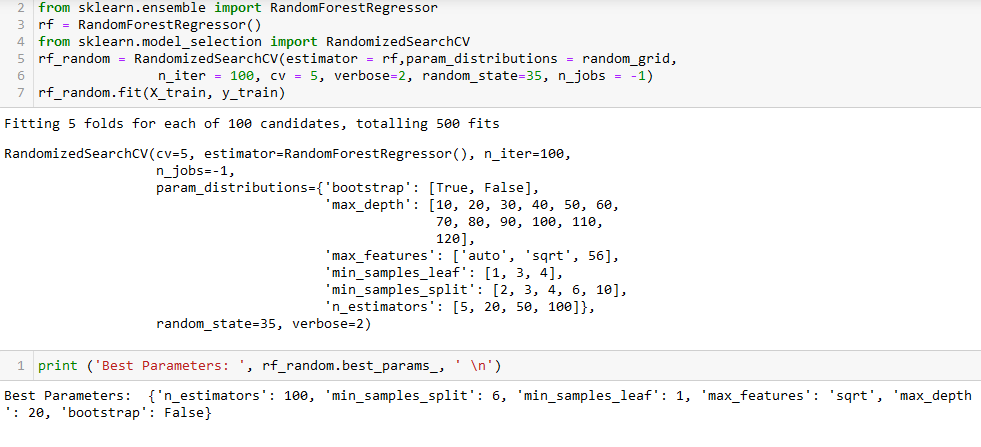 2 from sklearn.ensemble import RandomForestRegressor
3 rf = RandomForestRegressor()
4 from sklearn.model_selection import RandomizedSearchCV
5 rf_random = RandomizedSearchCV(estimator = rf,param_distributions = random_grid,
6 n_iter = 100, cv = 5, verbose=2, random_state=35, n_jobs = -1)
7 rf_random.fit(X_train, y_train)
Fitting 5 folds for each of 100 candidates, totalling 500 fits
RandomizedSearchCV(cv=5, estimator=RandomForestRegressor(), n_iter=100,
n_jobs=-1,
param_distributions={'bootstrap': [True, False],
'max_depth': [10, 20, 30, 40, 50, 60,
70, 80, 90, 100, 110,
120],
'max_features': ['auto', 'sqrt', 56],
'min_samples_leaf': [1, 3, 4],
'min_samples_split': [2, 3, 4, 6, 10],
'n_estimators': [5, 20, 50, 100]},
random_state=35, verbose=2)
1 print ('Best Parameters: ', rf_random.best_params_, ' \n')
Best Parameters:  {'n_estimators': 100, 'min_samples_split': 6, 'min_samples_leaf': 1, 'max_features': 'sqrt', 'max_depth
': 20, 'bootstrap': False}